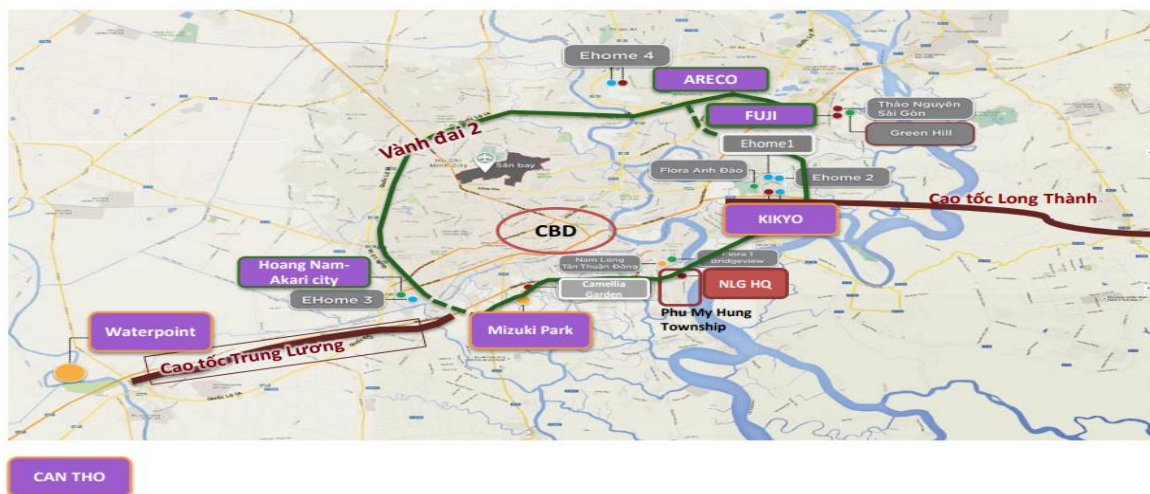 Ehome 4
ARECO
FUJI
Thảo Nguyên
Sài Gòn
Green Hill
Vành đai 2
Ehome1
Sân bay
Flora Anh Đào
Ehome 2
Cao tốc Long Thành
KIKYO
CBD
Hoang Nam-
Akari city
EHome 3
Nam Long
Tân Thuận Đông
Flora 1
Bridgeview
Camellia
Garden
NLG HQ
Phu My Hung
Township
Waterpoint
Mizuki Park
Cao tốc Trung Lương
Quốc Lộ 1A
CAN THO